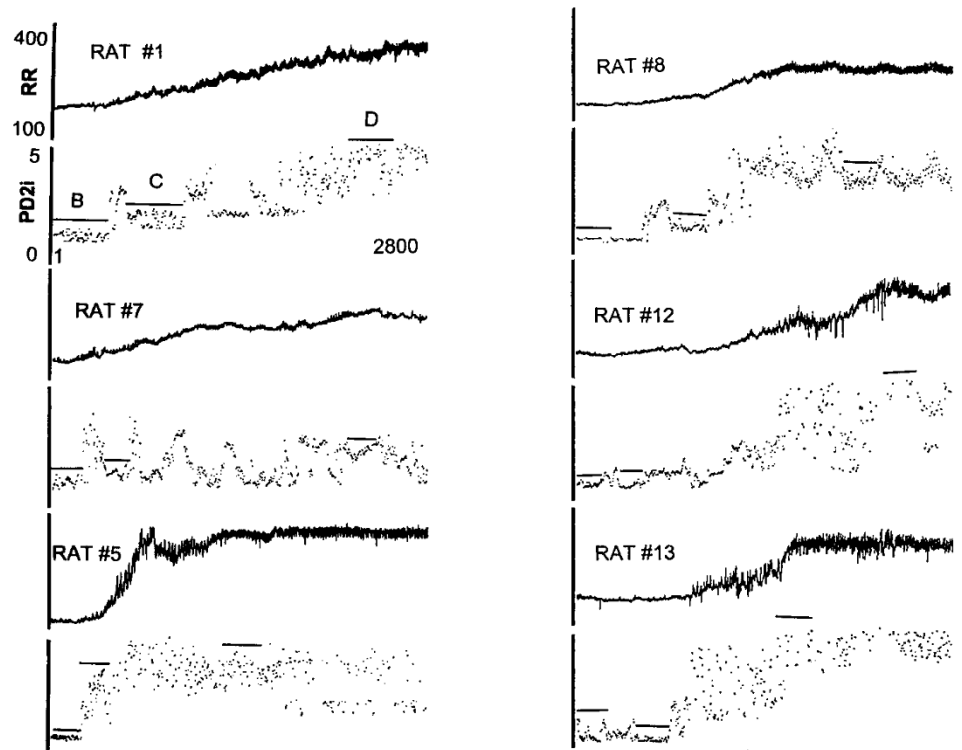 400
RR
RAT #1
100
5
PD2i
B
C
D
0
1
2800
RAT #7
RAT #5
RAT #8
RAT #12
RAT #13